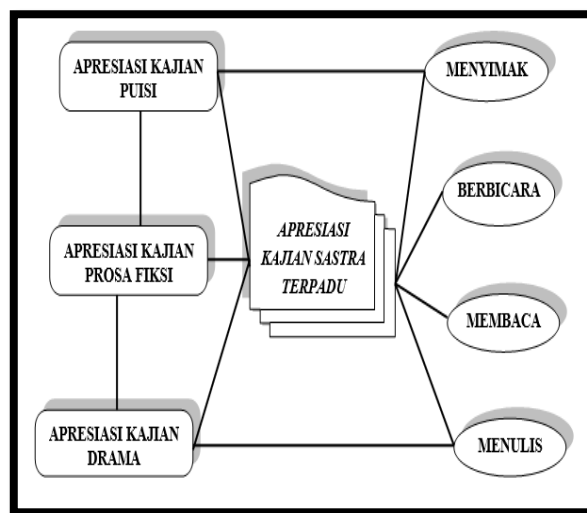 APRESIASI KAJIAN
PUISI
MENYIMAK
BERBICARA
APRESIASI
KAJIAN SASTRA
TERPADU
APRESIASI KAJIAN
PROSA FIKSI
MEMBACA
APRESIASI KAJIAN
DRAMA
MENULIS